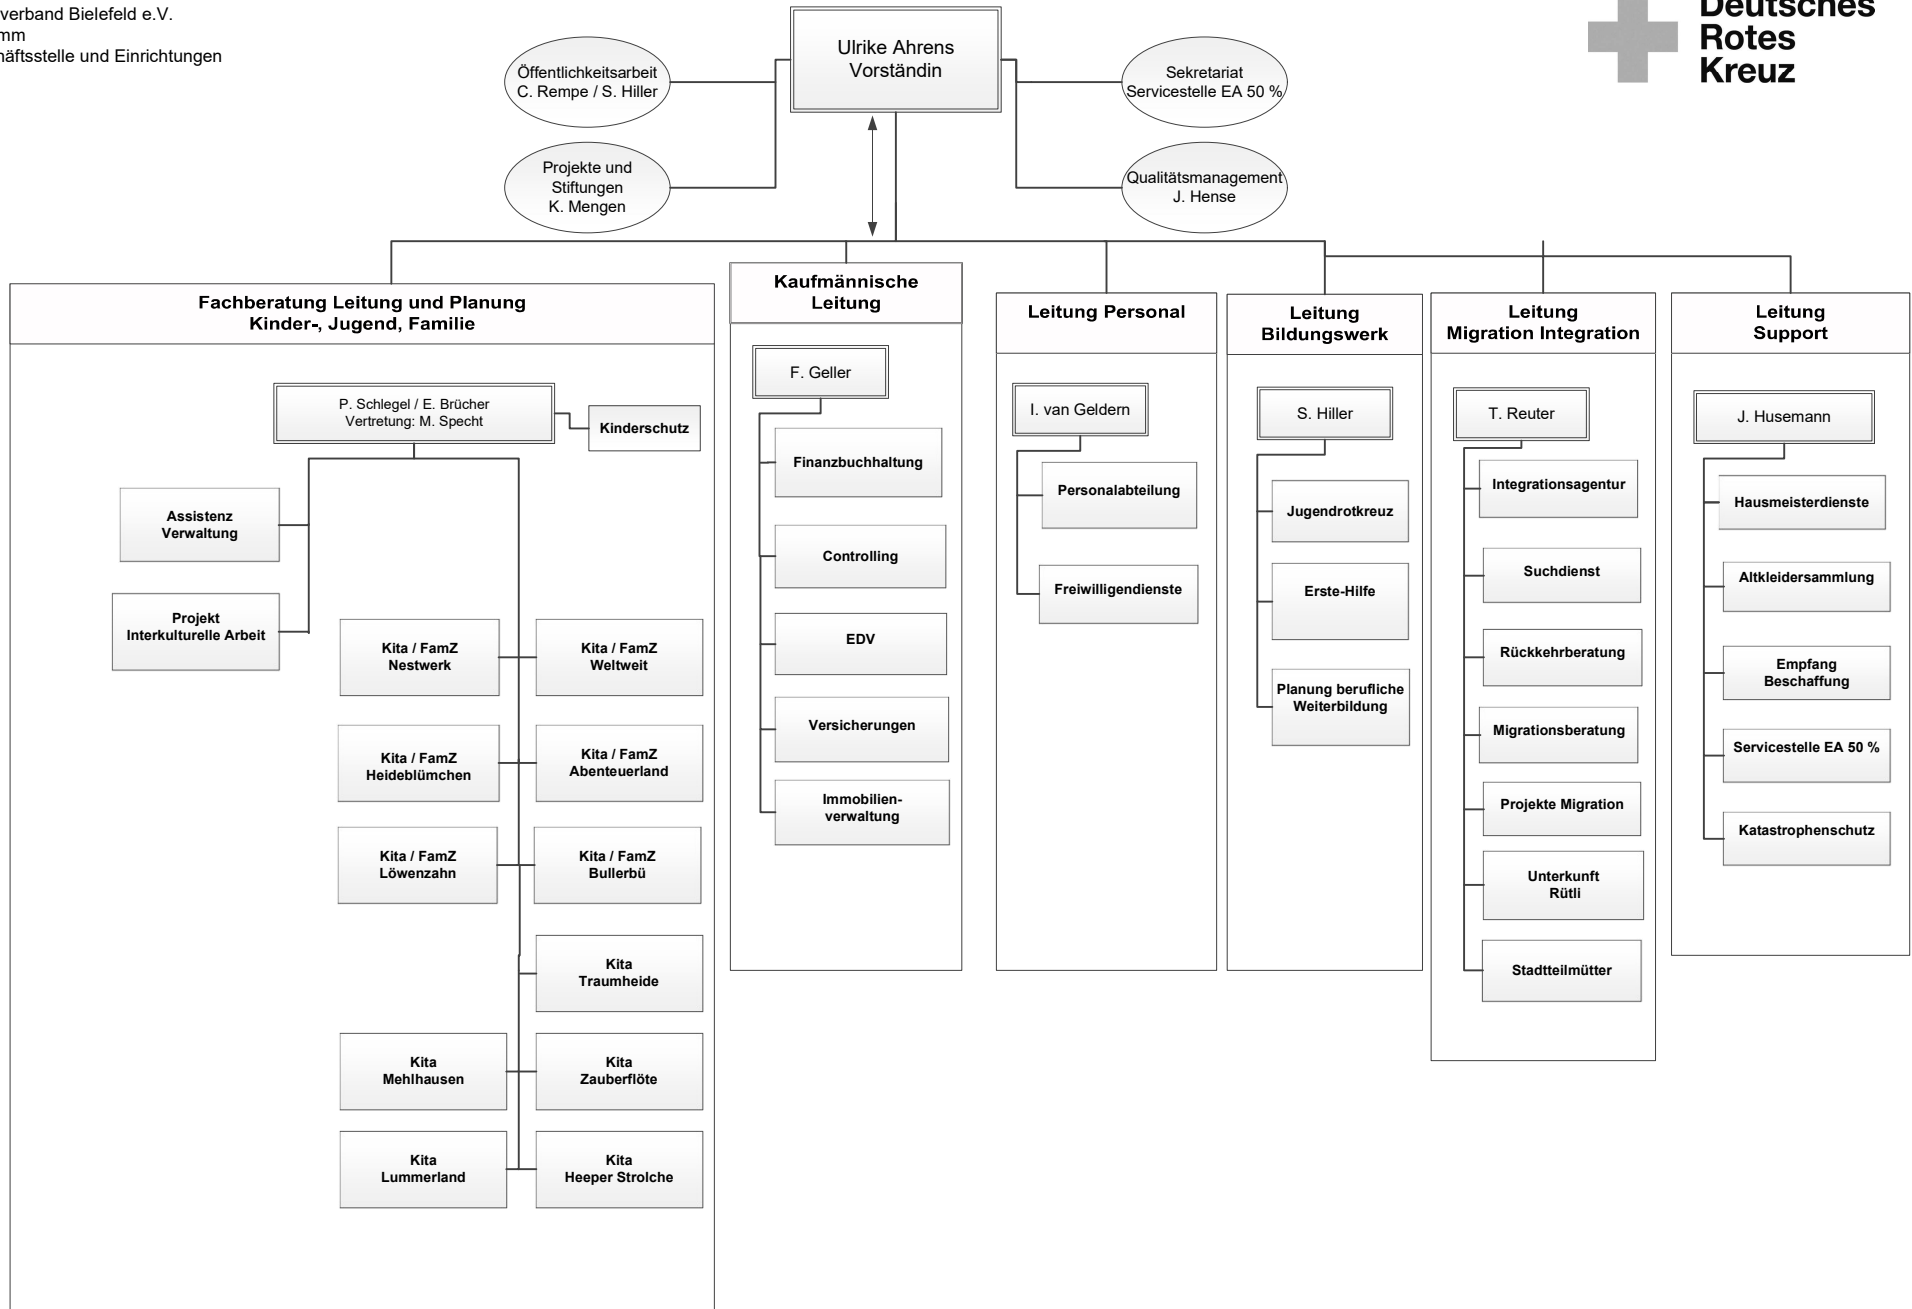 verband Bielefeld e.V.
Geschäftsstelle und Einrichtungen
Deutsches
Rotes
Kreuz
Ulrike Ahrens
Vorständin
Öffentlichkeitsarbeit
C. Rempe / S. Hiller
Sekretariat
Servicestelle EA 50 %
Projekte und
Stiftungen
K. Mengen
Qualitätsmanagement
J. Hense
Fachberatung Leitung und Planung
Kinder-, Jugend, Familie
P. Schlegel / E. Brücher
Vertretung: M. Specht
Kinderschutz
Assistenz
Verwaltung
Projekt
Interkulturelle Arbeit
Kita / FamZ
Nestwerk
Kita / FamZ
Weltweit
Kita / FamZ
Heideblümchen
Kita / FamZ
Abenteuerland
Kita / FamZ
Löwenzahn
Kita / FamZ
Bullerbü
Kita
Traumheide
Kita
Mehlhausen
Kita
Zauberflöte
Kita
Lummerland
Kita
Heeper Strolche
Kaufmännische
Leitung
F. Geller
Finanzbuchhaltung
Controlling
EDV
Versicherungen
Immobilien-
verwaltung
Leitung Personal
I. van Geldern
Personalabteilung
Freiwilligendienste
Leitung
Bildungswerk
S. Hiller
Jugendrotkreuz
Erste-Hilfe
Planung berufliche
Weiterbildung
Leitung
Migration Integration
T. Reuter
Integrationsagentur
Suchdienst
Rückkehrberatung
Migrationsberatung
Projekte Migration
Unterkunft
Rütli
Stadtteilmütter
Leitung
Support
J. Husemann
Hausmeisterdienste
Altkleidersammlung
Empfang
Beschaffung
Servicestelle EA 50 %
Katastrophenschutz